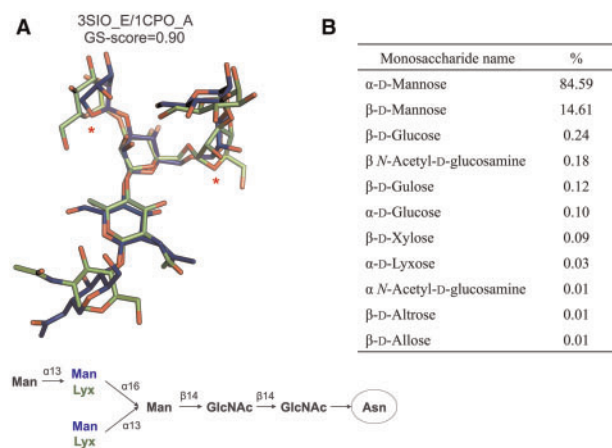 A
3SIO_E/1CPO_A
GS-score=0.90
*
*
B
Monosaccharide name %
α-D-Mannose 84.59
β-D-Mannose 14.61
β-D-Glucose 0.24
β N-Acetyl-D-glucosamine 0.18
β-D-Gulose 0.12
α-D-Glucose 0.10
β-D-Xylose 0.09
α-D-Lyxose 0.03
α N-Acetyl-D-glucosamine 0.01
β-D-Altrose 0.01
β-D-Allose 0.01
α13
Man
Man
Lyx
α16
Man
Lyx
α13
Man
β14
GlcNAc
β14
GlcNAc
Asn